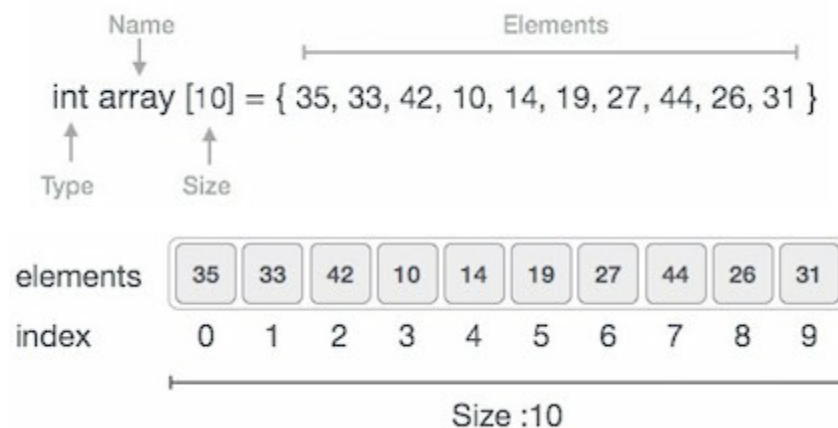 Name Elements
int array [10] = { 35, 33, 42, 10, 14, 19, 27, 44, 26, 31 }
Type Size
elements 35 33 42 10 14 19 27 44 26 31
index 0 1 2 3 4 5 6 7 8 9
Size :10